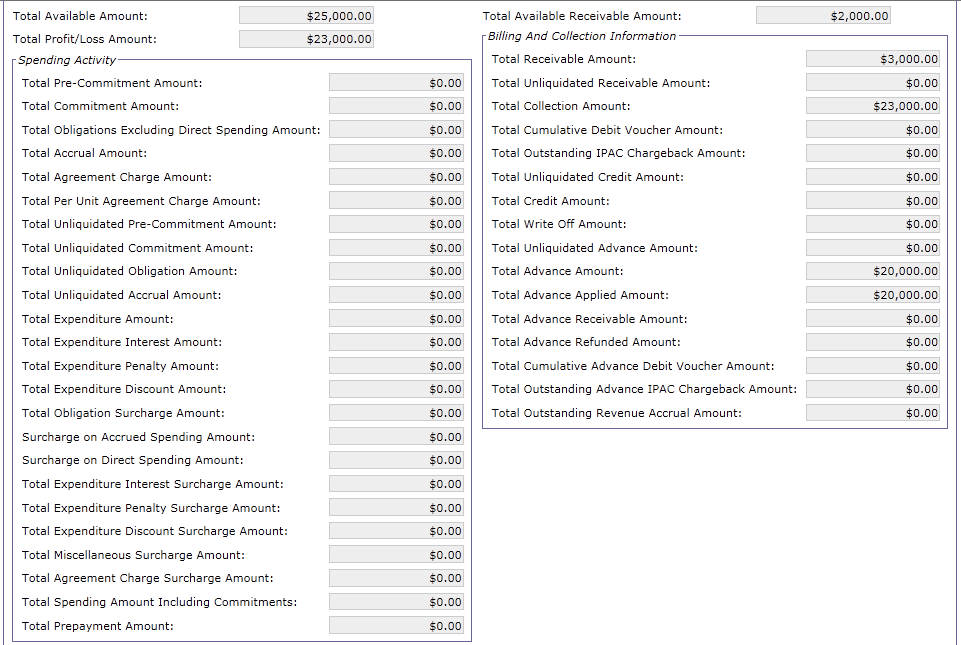 Total Available Amount: $25,000.00
Total Profit/Loss Amount: $23,000.00
Spending Activity
Total Pre-Commitment Amount: $0.00
Total Commitment Amount: $0.00
Total Obligations Excluding Direct Spending Amount: $0.00
Total Accrual Amount: $0.00
Total Agreement Charge Amount: $0.00
Total Per Unit Agreement Charge Amount: $0.00
Total Unliquidated Pre-Commitment Amount: $0.00
Total Unliquidated Commitment Amount: $0.00
Total Unliquidated Obligation Amount: $0.00
Total Unliquidated Accrual Amount: $0.00
Total Expenditure Amount: $0.00
Total Expenditure Interest Amount: $0.00
Total Expenditure Penalty Amount: $0.00
Total Expenditure Discount Amount: $0.00
Total Obligation Surcharge Amount: $0.00
Surcharge on Accrued Spending Amount: $0.00
Surcharge on Direct Spending Amount: $0.00
Total Expenditure Interest Surcharge Amount: $0.00
Total Expenditure Penalty Surcharge Amount: $0.00
Total Expenditure Discount Surcharge Amount: $0.00
Total Miscellaneous Surcharge Amount: $0.00
Total Agreement Charge Surcharge Amount: $0.00
Total Spending Amount Including Commitments: $0.00
Total Prepayment Amount: $0.00
Total Available Receivable Amount: $2,000.00
Billing And Collection Information
Total Receivable Amount: $3,000.00
Total Unliquidated Receivable Amount: $0.00
Total Collection Amount: $23,000.00
Total Cumulative Debit Voucher Amount: $0.00
Total Outstanding IPAC Chargeback Amount: $0.00
Total Unliquidated Credit Amount: $0.00
Total Credit Amount: $0.00
Total Write Off Amount: $0.00
Total Unliquidated Advance Amount: $0.00
Total Advance Amount: $20,000.00
Total Advance Applied Amount: $20,000.00
Total Advance Receivable Amount: $0.00
Total Advance Refunded Amount: $0.00
Total Cumulative Advance Debit Voucher Amount: $0.00
Total Outstanding Advance IPAC Chargeback Amount: $0.00
Total Outstanding Revenue Accrual Amount: $0.00